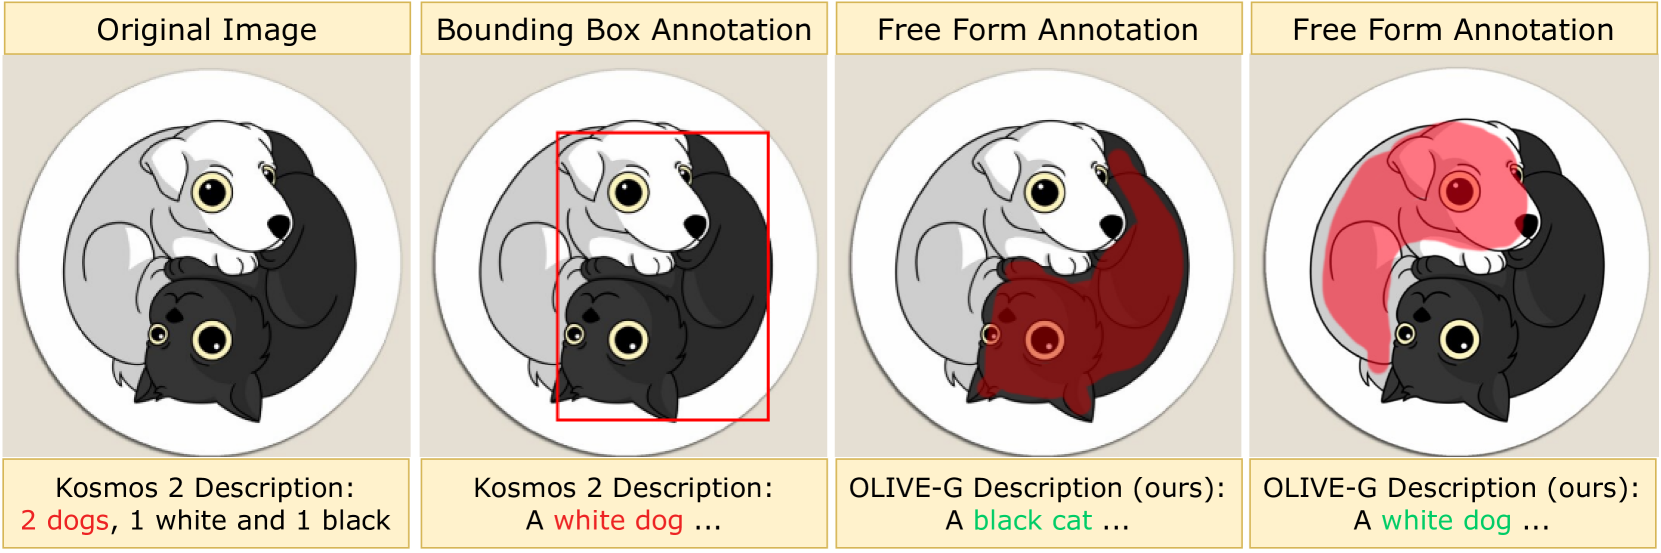 Original Image
Bounding Box Annotation
Free Form Annotation
Free Form Annotation
Kosmos 2 Description:
2 dogs, 1 white and 1 black
Kosmos 2 Description:
A white dog ...
OLIVE-G Description (ours):
A black cat ...
OLIVE-G Description (ours):
A white dog ...